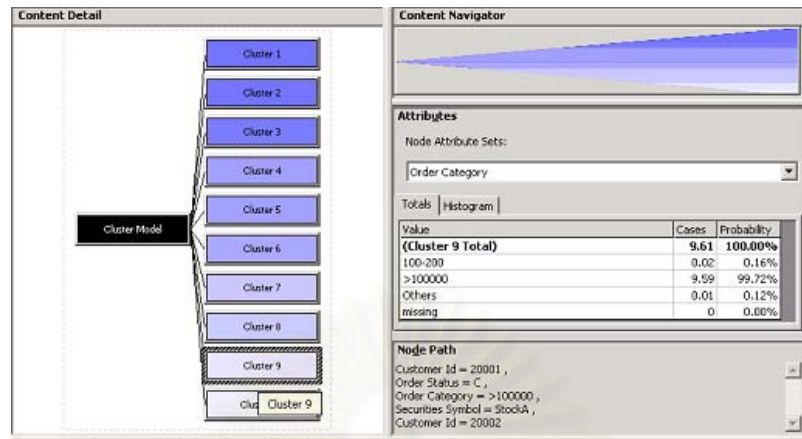 Content Detail
Cluster Model
Cluster 1
Cluster 2
Cluster 3
Cluster 4
Cluster 5
Cluster 6
Cluster 7
Cluster 8
Cluster 9
Cluster 9
Content Navigator
Attributes
Node Attribute Sets:
Order Category
Totals Histogram
Value Cases Probability
(Cluster 9 Total) 9.61 100.00%
100-200 0.02 0.16%
>100000 9.59 99.72%
Others 0.01 0.12%
missing 0 0.00%
Node Path
Customer Id = 20001 ,
Order Status = C ,
Order Category = >100000 ,
Securities Symbol = StockA ,
Customer Id = 20002